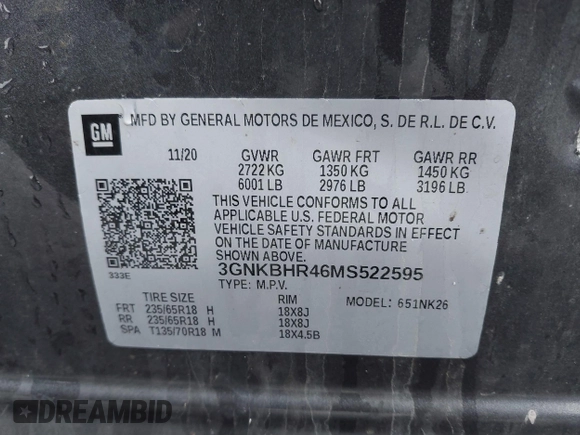 GM
MFD BY GENERAL MOTORS DE MEXICO, S. DE R.L. DE C.V.
11/20 GVWR GAWR FRT GAWR RR
2722 KG 1350 KG 1450 KG
6001 LB 2976 LB 3196 LB
THIS VEHICLE CONFORMS TO ALL
APPLICABLE U.S. FEDERAL MOTOR
VEHICLE SAFETY STANDARDS IN EFFECT
ON THE DATE OF MANUFACTURE
SHOWN ABOVE.
333E 3GNKBHR46MS522595
TYPE: M.P.V.
TIRE SIZE RIM MODEL: 651NK26
FRT 235/65R18 H 18X8J
RR 235/65R18 H 18X8J
SPA T135/70R18 M 18X4.5B
DREAMBID